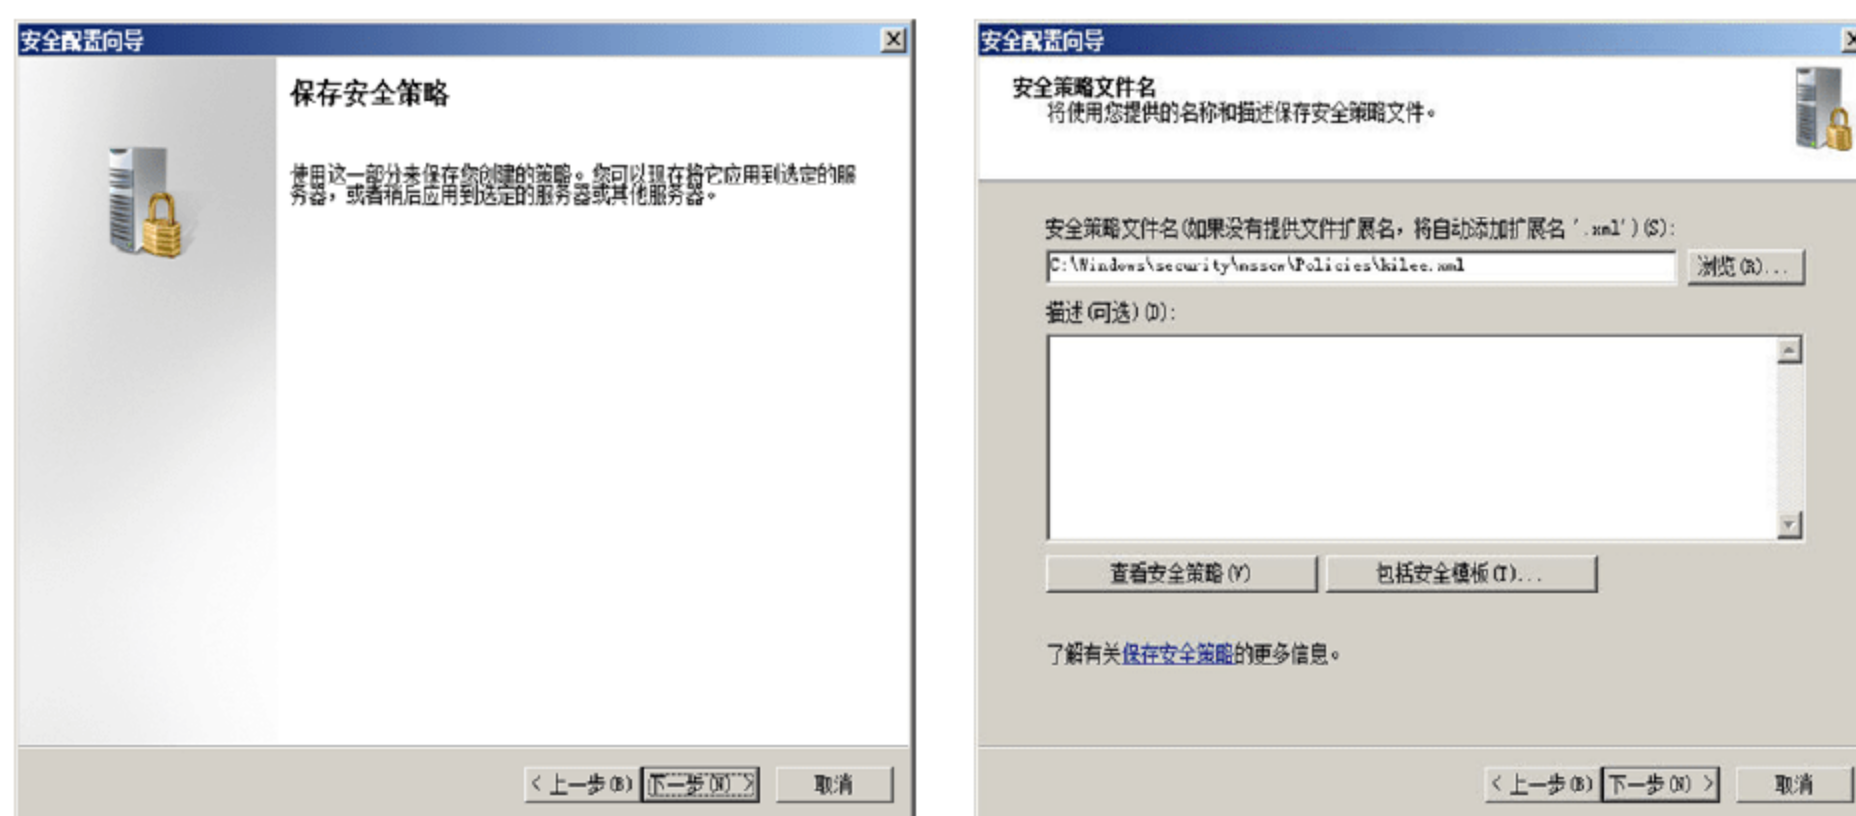 安全配置向导
保存安全策略
使用这一部分来保存您创建的策略。您可以现在将它应用到选定的服
务器，或者稍后应用到选定的服务器或其他服务器。
< 上一步(B)
下一步(N) >
取消
安全配置向导
安全策略文件名
将使用您提供的名称和描述保存安全策略文件。
安全策略文件名(如果没有提供文件扩展名，将自动添加扩展名 '.xml')(S):
C:\Windows\security\msscw\Policies\kilee.xml
浏览(R)...
描述(可选)(D):
查看安全策略(V)
包括安全模板(T)...
了解有关保存安全策略的更多信息。
< 上一步(B)
下一步(N) >
取消